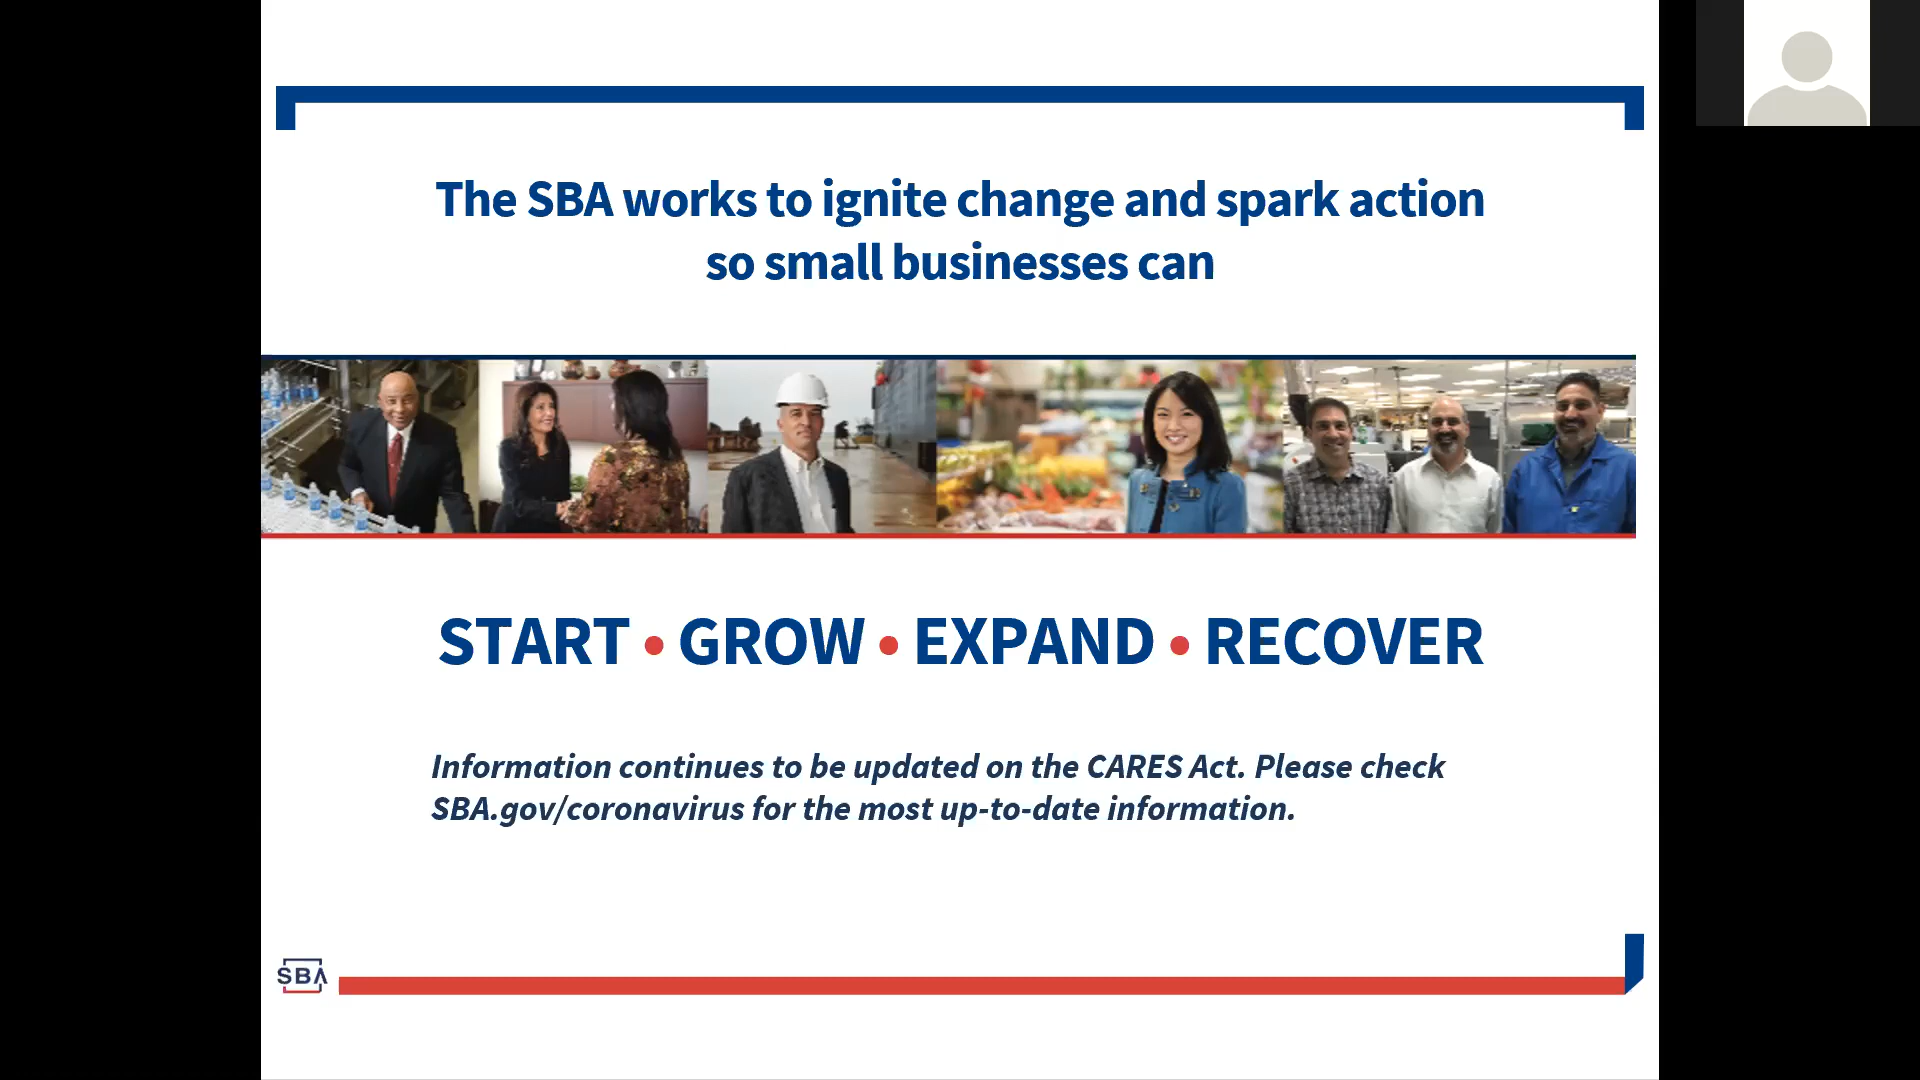 The SBA works to ignite change and spark action
so small businesses can
START • GROW • EXPAND • RECOVER
Information continues to be updated on the CARES Act. Please check
SBA.gov/coronavirus for the most up-to-date information.
SBA